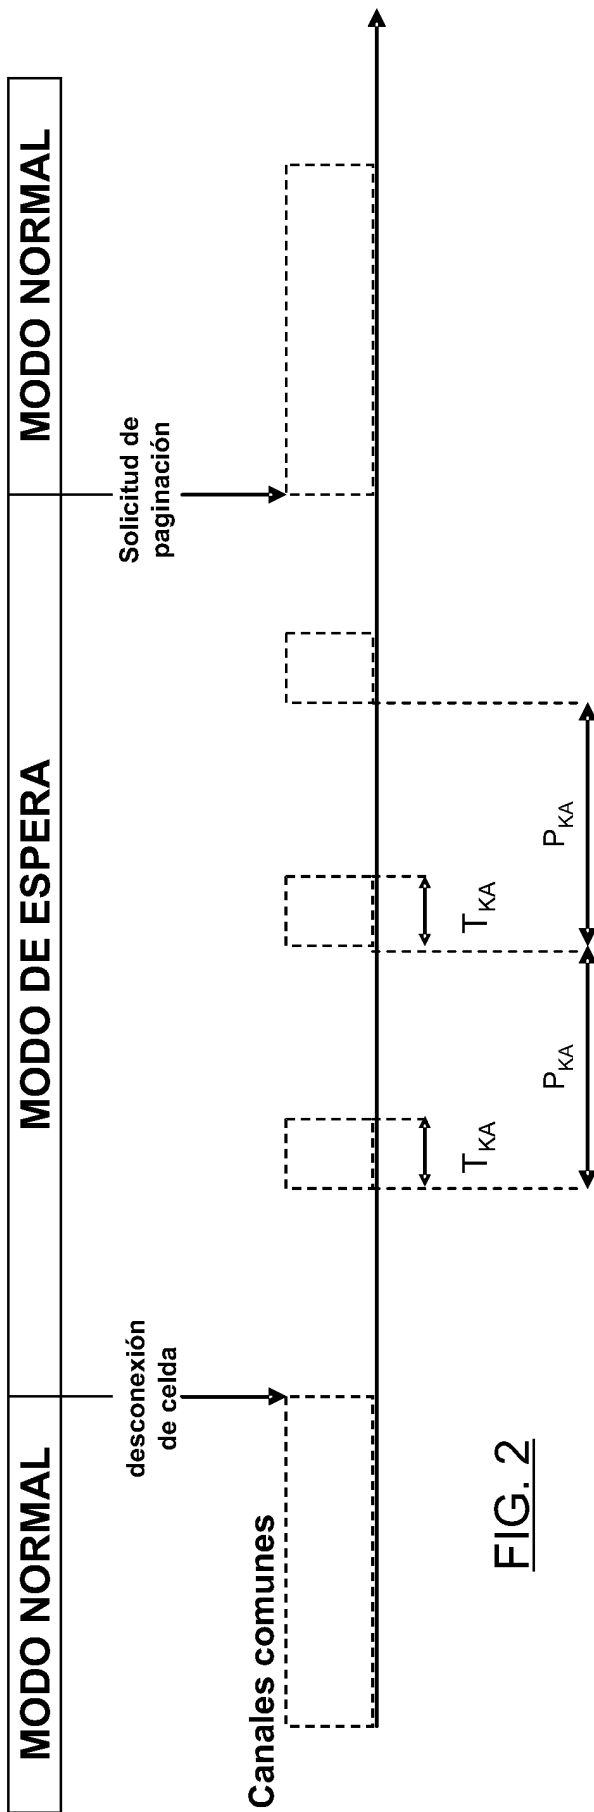 MODO NORMAL
MODO DE ESPERA
MODO NORMAL
desconexión
de celda
Solicitud de
paginación
Canales comunes
T_KA
T_KA
P_KA
P_KA
FIG. 2